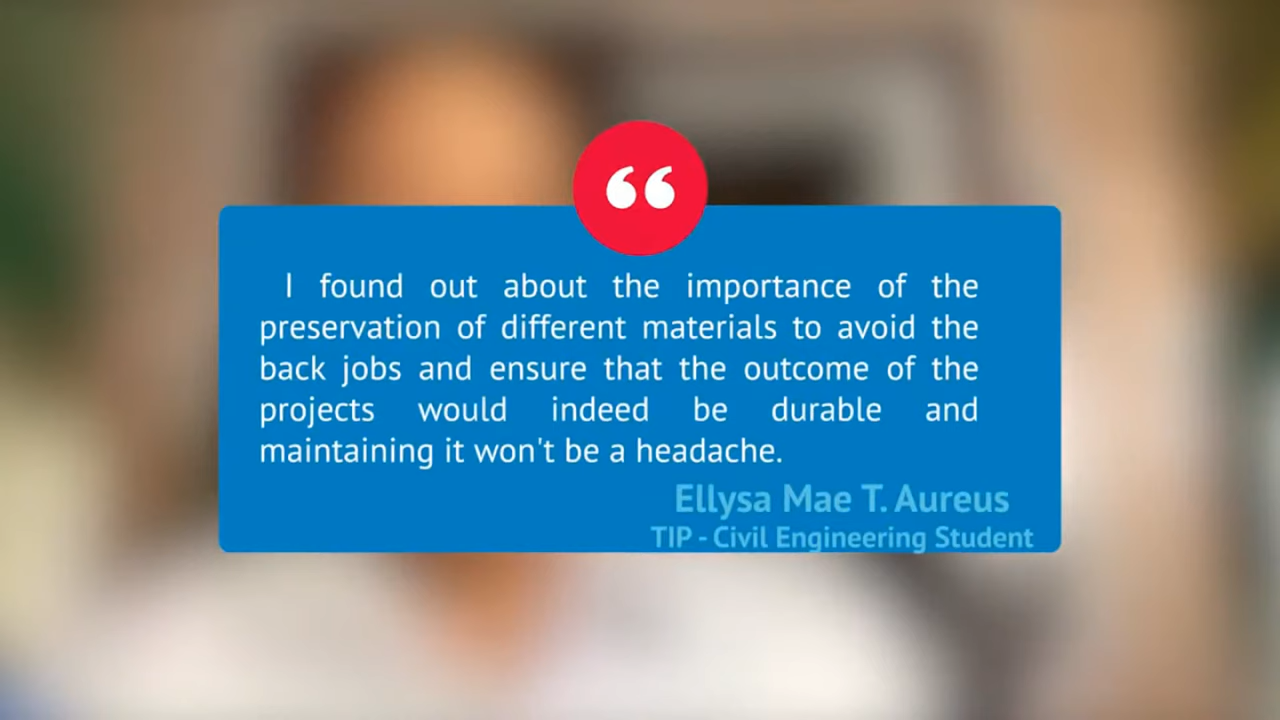 “
I found out about the importance of the
preservation of different materials to avoid the
back jobs and ensure that the outcome of the
projects would indeed be durable and
maintaining it won't be a headache.
Ellysa Mae T. Aureus
TIP - Civil Engineering Student